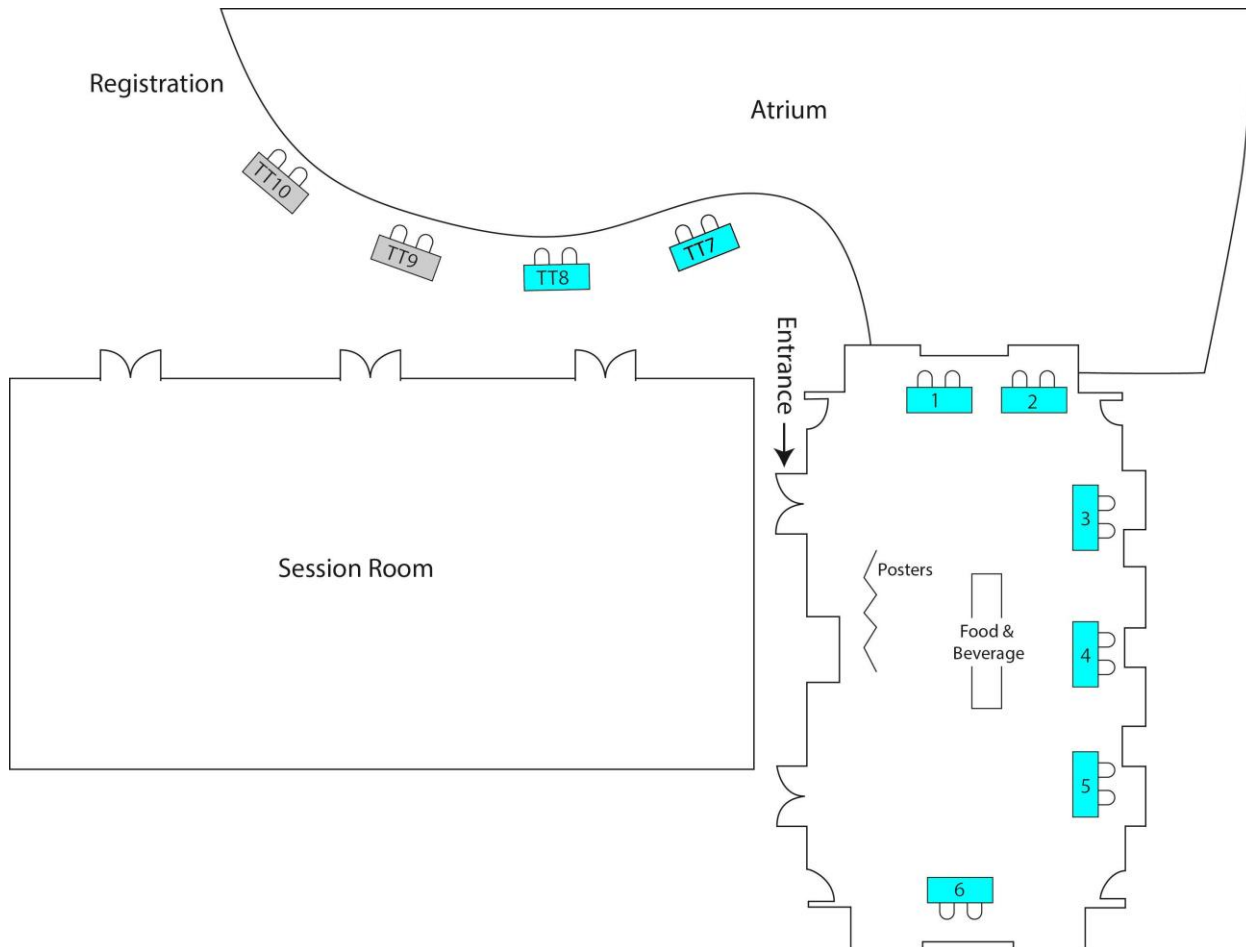 Registration
Atrium
TT10
TT9
TT8
TT7
Entrance
1
2
3
Session Room
Posters
Food &
Beverage
4
5
6